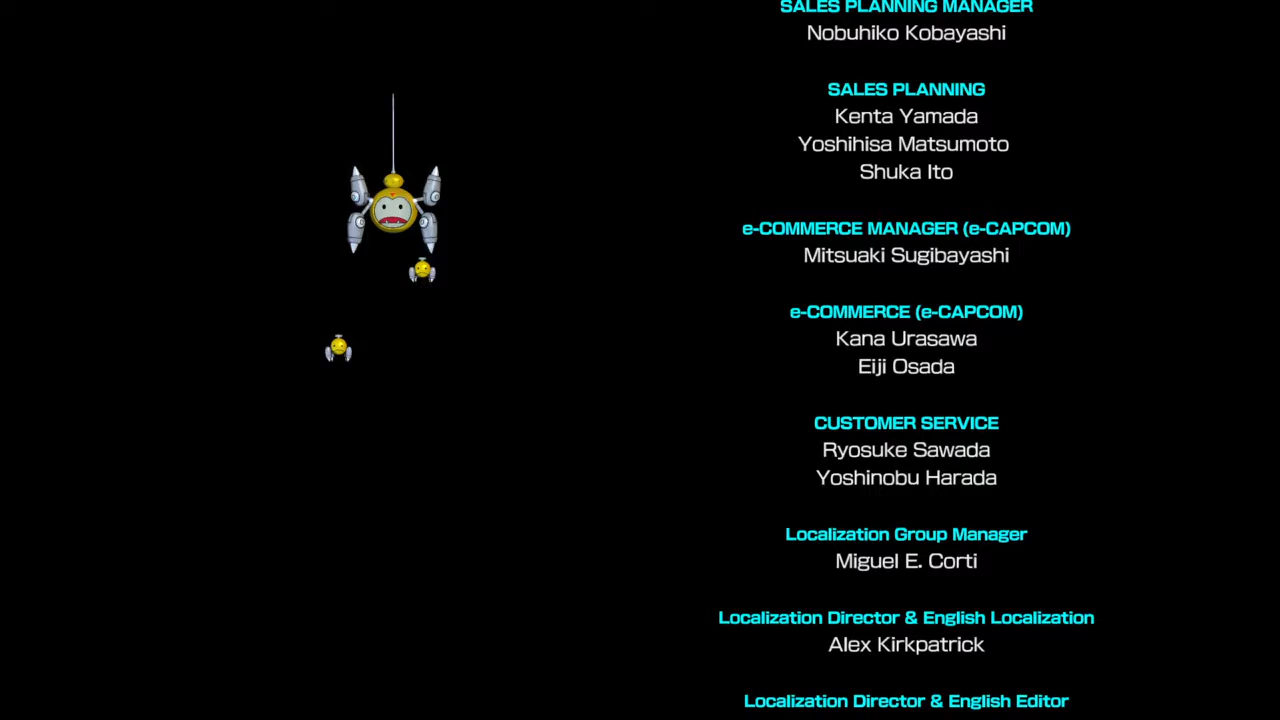 SALES PLANNING MANAGER
Nobuhiko Kobayashi
SALES PLANNING
Kenta Yamada
Yoshihisa Matsumoto
Shuka Ito
e-COMMERCE MANAGER (e-CAPCOM)
Mitsuaki Sugibayashi
e-COMMERCE (e-CAPCOM)
Kana Urasawa
Eiji Osada
CUSTOMER SERVICE
Ryosuke Sawada
Yoshinobu Harada
Localization Group Manager
Miguel E. Corti
Localization Director & English Localization
Alex Kirkpatrick
Localization Director & English Editor